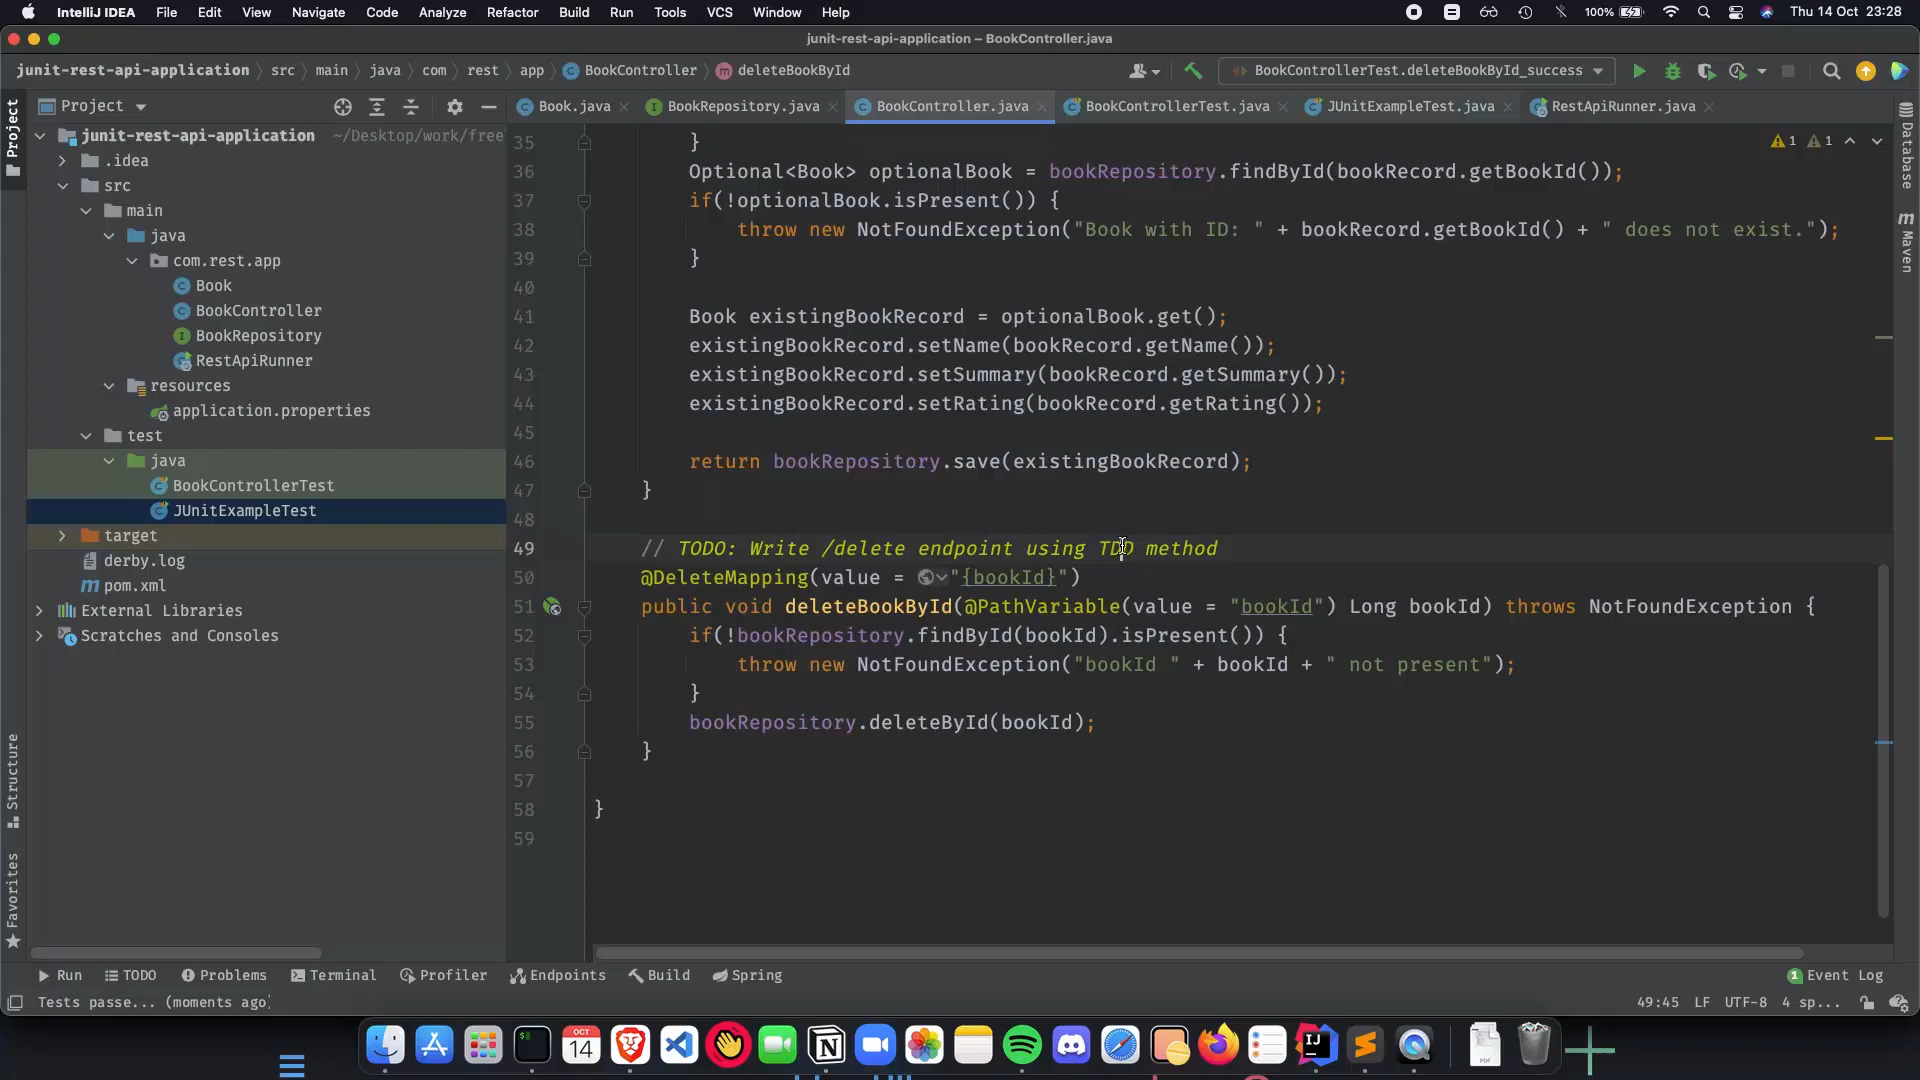 IntelliJ IDEA File Edit View Navigate Code Analyze Refactor Build Run Tools VCS Window Help 100% Thu 14 Oct 23:28
junit-rest-api-application – BookController.java
junit-rest-api-application src main java com rest app BookController deleteBookById BookControllerTest.deleteBookById_success
Project
Book.java BookRepository.java BookController.java BookControllerTest.java JUnitExampleTest.java RestApiRunner.java
junit-rest-api-application ~/Desktop/work/free
.idea
src
main
java
com.rest.app
Book
BookController
BookRepository
RestApiRunner
resources
application.properties
test
java
BookControllerTest
JUnitExampleTest
target
derby.log
pom.xml
External Libraries
Scratches and Consoles
Project
Structure
Favorites
1 1
35 }
36 Optional<Book> optionalBook = bookRepository.findById(bookRecord.getBookId());
37 if(!optionalBook.isPresent()) {
38 throw new NotFoundException("Book with ID: " + bookRecord.getBookId() + " does not exist.");
39 }
40
41 Book existingBookRecord = optionalBook.get();
42 existingBookRecord.setName(bookRecord.getName());
43 existingBookRecord.setSummary(bookRecord.getSummary());
44 existingBookRecord.setRating(bookRecord.getRating());
45
46 return bookRepository.save(existingBookRecord);
47 }
48
49 // TODO: Write /delete endpoint using TDD method
50 @DeleteMapping(value = "{bookId}")
51 public void deleteBookById(@PathVariable(value = "bookId") Long bookId) throws NotFoundException {
52 if(!bookRepository.findById(bookId).isPresent()) {
53 throw new NotFoundException("bookId " + bookId + " not present");
54 }
55 bookRepository.deleteById(bookId);
56 }
57
58 }
59
Database
Maven
Run TODO Problems Terminal Profiler Endpoints Build Spring 1 Event Log
Tests passe... (moments ago) 49:45 LF UTF-8 4 sp...
OCT
14
IJ
PDF